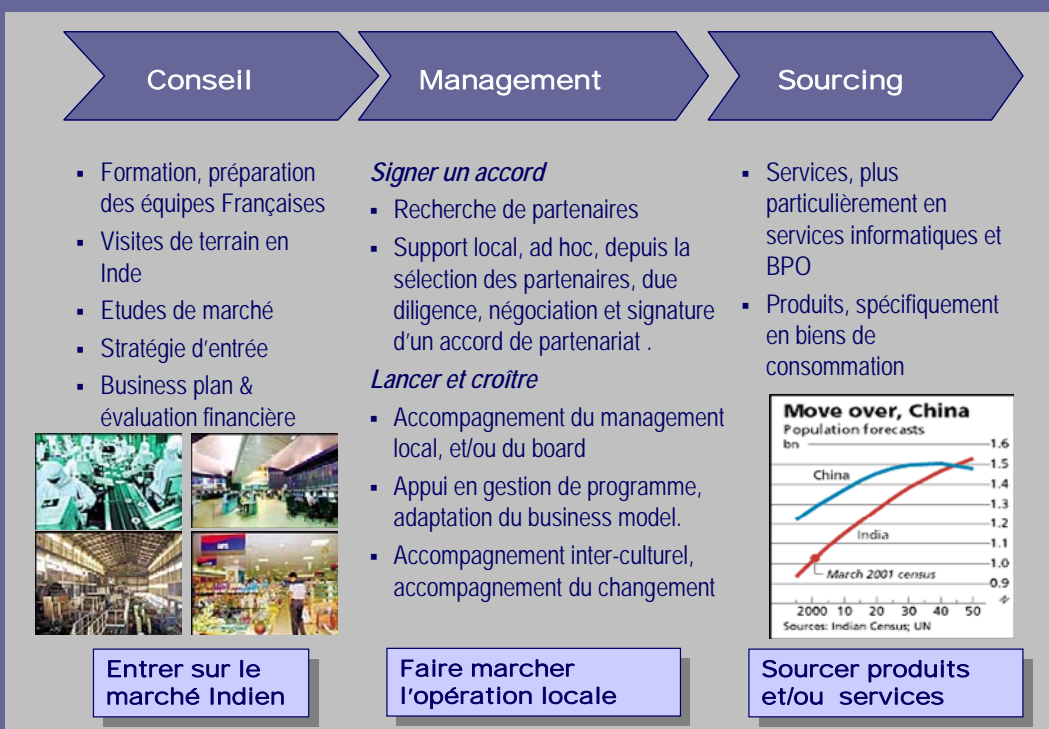 Conseil
Management
Sourcing
▪ Formation, préparation
des équipes Françaises
▪ Visites de terrain en
Inde
▪ Etudes de marché
▪ Stratégie d'entrée
▪ Business plan &
évaluation financière
Entrer sur le
marché Indien
Signer un accord
▪ Recherche de partenaires
▪ Support local, ad hoc, depuis la
sélection des partenaires, due
diligence, négociation et signature
d'un accord de partenariat .
Lancer et croître
▪ Accompagnement du management
local, et/ou du board
▪ Appui en gestion de programme,
adaptation du business model.
▪ Accompagnement inter-culturel,
accompagnement du changement
Faire marcher
l'opération locale
▪ Services, plus
particulièrement en
services informatiques et
BPO
▪ Produits, spécifiquement
en biens de
consommation
Move over, China
Population forecasts
bn
1.6
1.5
China
1.4
1.3
1.2
India
1.1
1.0
March 2001 census
0.9
2000 10 20 30 40 50
Sources: Indian Census; UN
Sourcer produits
et/ou services